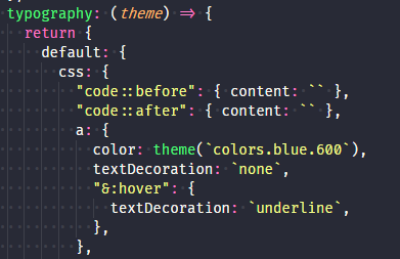 typography: (theme) => {
return {
default: {
css: {
"code::before": { content: `` },
"code::after": { content: `` },
a: {
color: theme(`colors.blue.600`),
textDecoration: `none`,
"&:hover": {
textDecoration: `underline`,
},
},